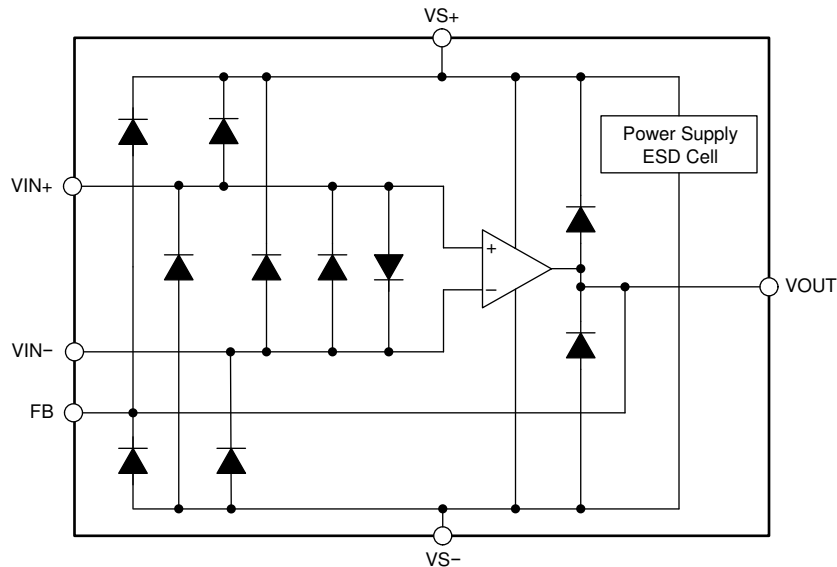 VS+
Power Supply
ESD Cell
VIN+
+
−
VOUT
VIN−
FB
VS−